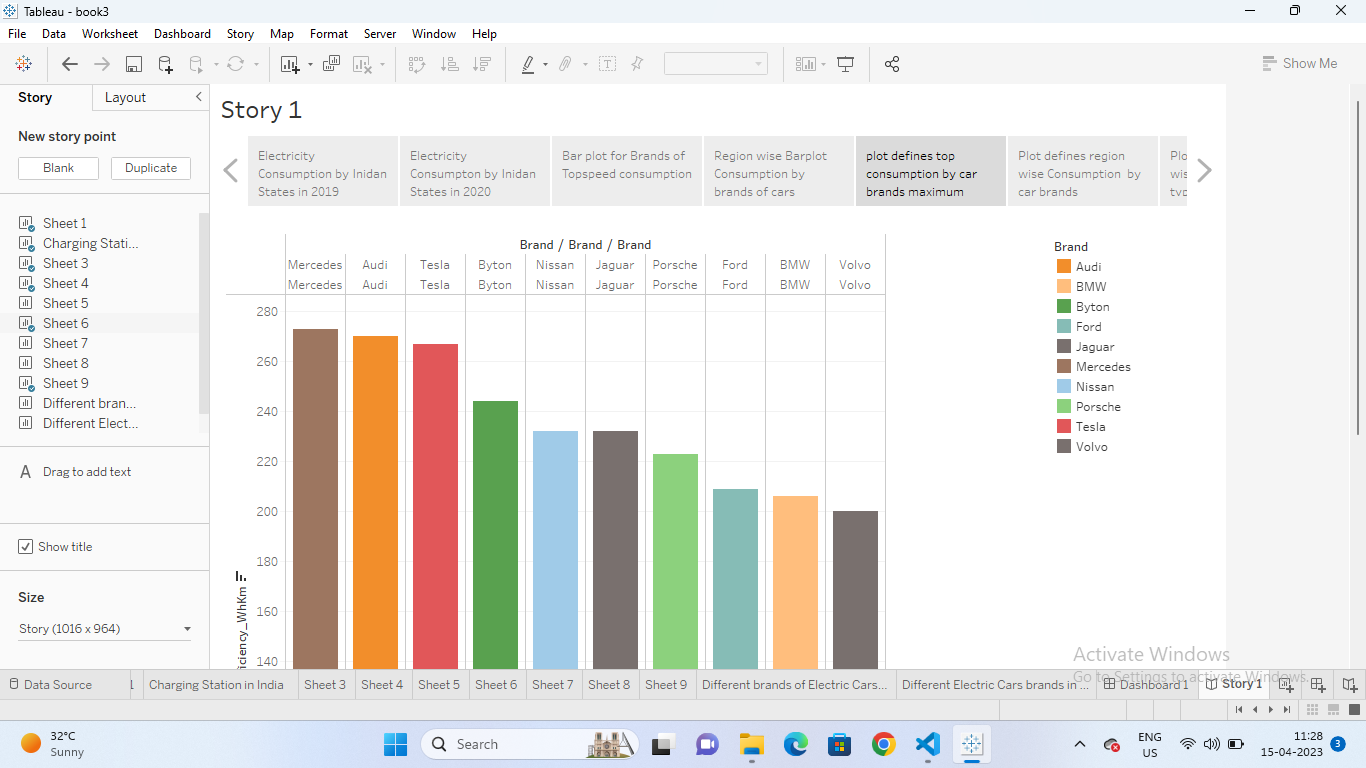 Tableau - book3
File Data Worksheet Dashboard Story Map Format Server Window Help
Show Me
Story Layout
New story point
Blank Duplicate
Sheet 1
Charging Stati...
Sheet 3
Sheet 4
Sheet 5
Sheet 6
Sheet 7
Sheet 8
Sheet 9
Different bran...
Different Elect...
A Drag to add text
Show title
Size
Story (1016 x 964)
Story 1
Electricity
Consumption by Inidan
States in 2019
Electricity
Consumpton by Inidan
States in 2020
Bar plot for Brands of
Topspeed consumption
Region wise Barplot
Consumption by
brands of cars
plot defines top
consumption by car
brands maximum
Plot defines region
wise Consumption by
car brands
Plo
wis
typ
Brand / Brand / Brand
Mercedes Audi Tesla Byton Nissan Jaguar Porsche Ford BMW Volvo
Mercedes Audi Tesla Byton Nissan Jaguar Porsche Ford BMW Volvo
280
260
240
220
200
180
160
140
iciency_WhKm
Brand
Audi
BMW
Byton
Ford
Jaguar
Mercedes
Nissan
Porsche
Tesla
Volvo
Activate Windows
Go to Settings to activate Windows.
Data Source 1 Charging Station in India Sheet 3 Sheet 4 Sheet 5 Sheet 6 Sheet 7 Sheet 8 Sheet 9 Different brands of Electric Cars... Different Electric Cars brands in ... Dashboard 1 Story 1
32°C
Sunny
Search
ENG
US
11:28
15-04-2023
3